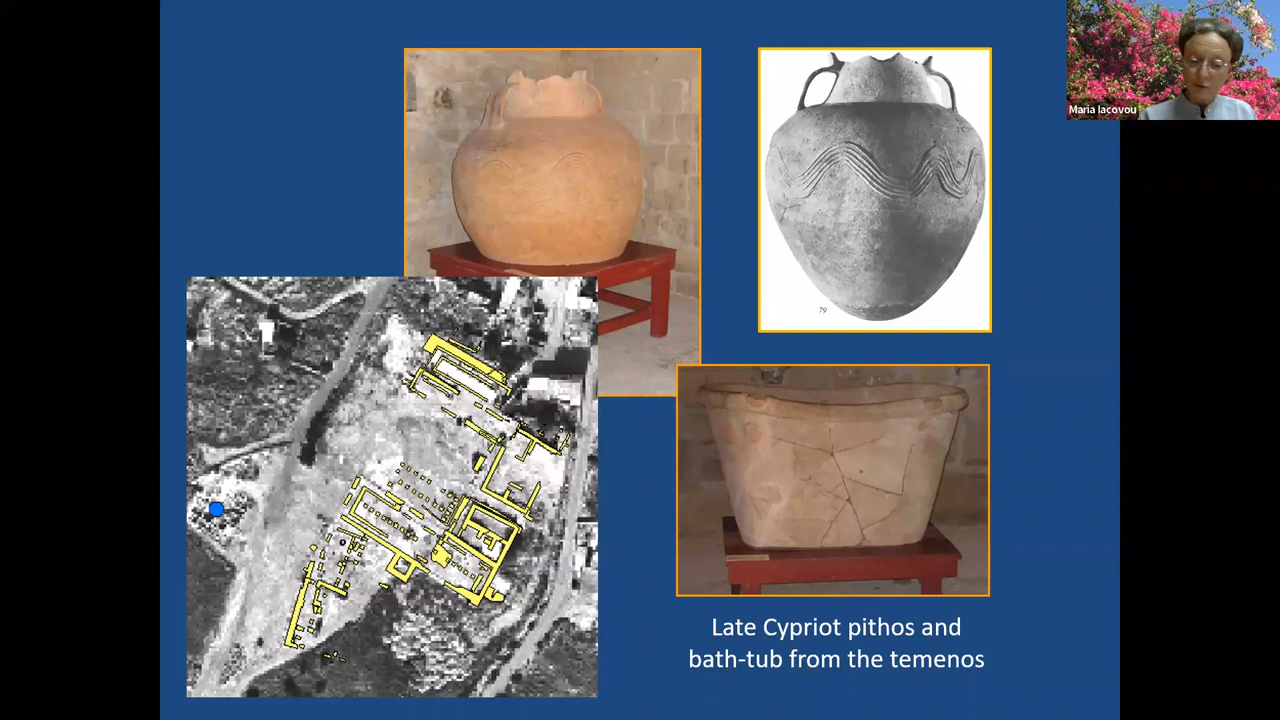 Maria Iacovou
79
Late Cypriot pithos and
bath-tub from the temenos